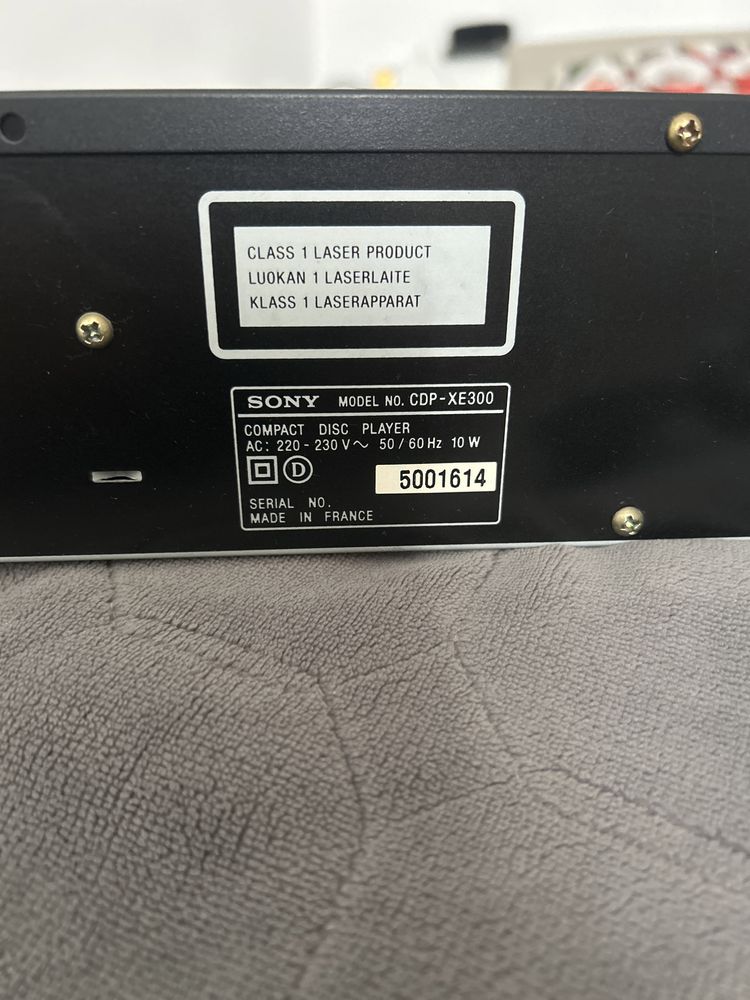 CLASS 1 LASER PRODUCT
LUOKAN 1 LASERLAITE
KLASS 1 LASERAPPARAT
SONY MODEL NO. CDP-XE300
COMPACT DISC PLAYER
AC: 220 - 230 V~ 50 / 60 Hz 10 W
D
5001614
SERIAL NO.
MADE IN FRANCE